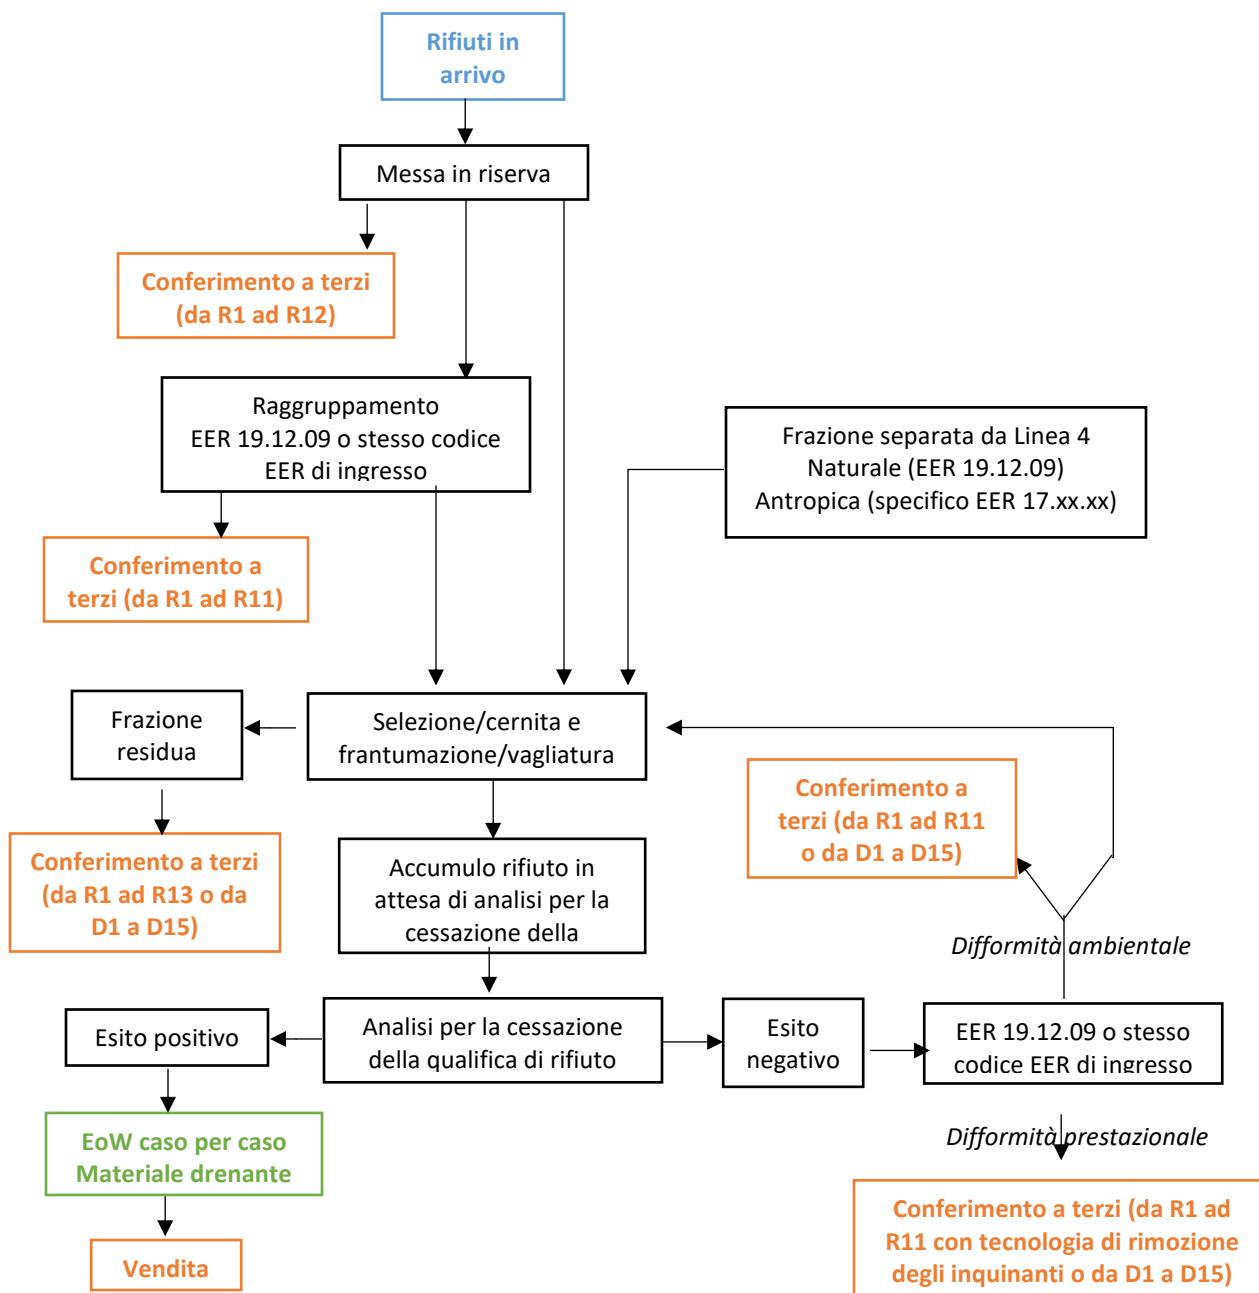 Rifiuti in
arrivo
Messa in riserva
Conferimento a terzi
(da R1 ad R12)
Raggruppamento
EER 19.12.09 o stesso codice
EER di ingresso
Frazione separata da Linea 4
Naturale (EER 19.12.09)
Antropica (specifico EER 17.xx.xx)
Conferimento a
terzi (da R1 ad R11)
Frazione
residua
Selezione/cernita e
frantumazione/vagliatura
Conferimento a
terzi (da R1 ad R11
o da D1 a D15)
Conferimento a terzi
(da R1 ad R13 o da
D1 a D15)
Accumulo rifiuto in
attesa di analisi per la
cessazione della
Difformità ambientale
Esito positivo
Analisi per la cessazione
della qualifica di rifiuto
Esito
negativo
EER 19.12.09 o stesso
codice EER di ingresso
EoW caso per caso
Materiale drenante
Difformità prestazionale
Vendita
Conferimento a terzi (da R1 ad
R11 con tecnologia di rimozione
degli inquinanti o da D1 a D15)